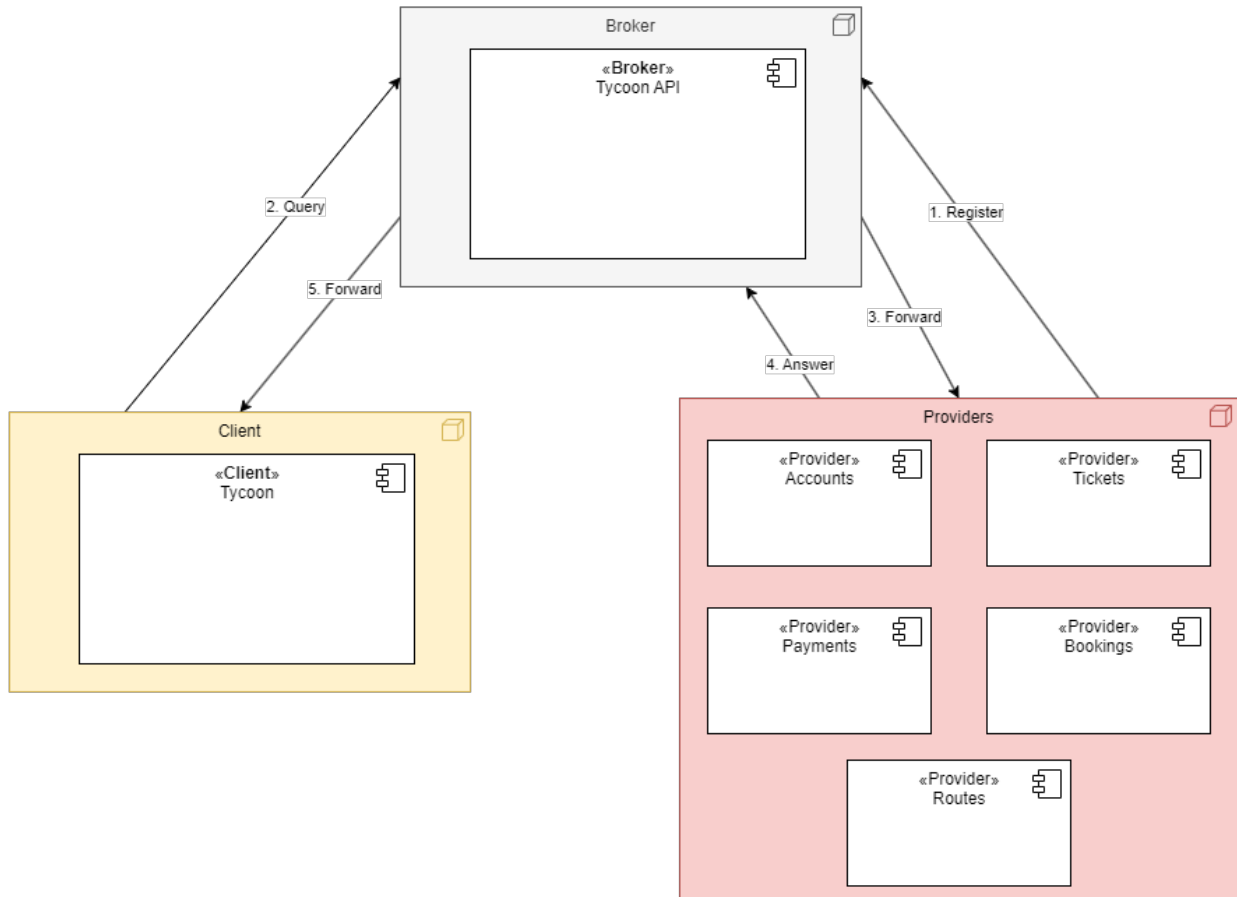 Broker
«Broker»
Tycoon API
2. Query
1. Register
5. Forward
3. Forward
4. Answer
Client
«Client»
Tycoon
Providers
«Provider»
Accounts
«Provider»
Tickets
«Provider»
Payments
«Provider»
Bookings
«Provider»
Routes